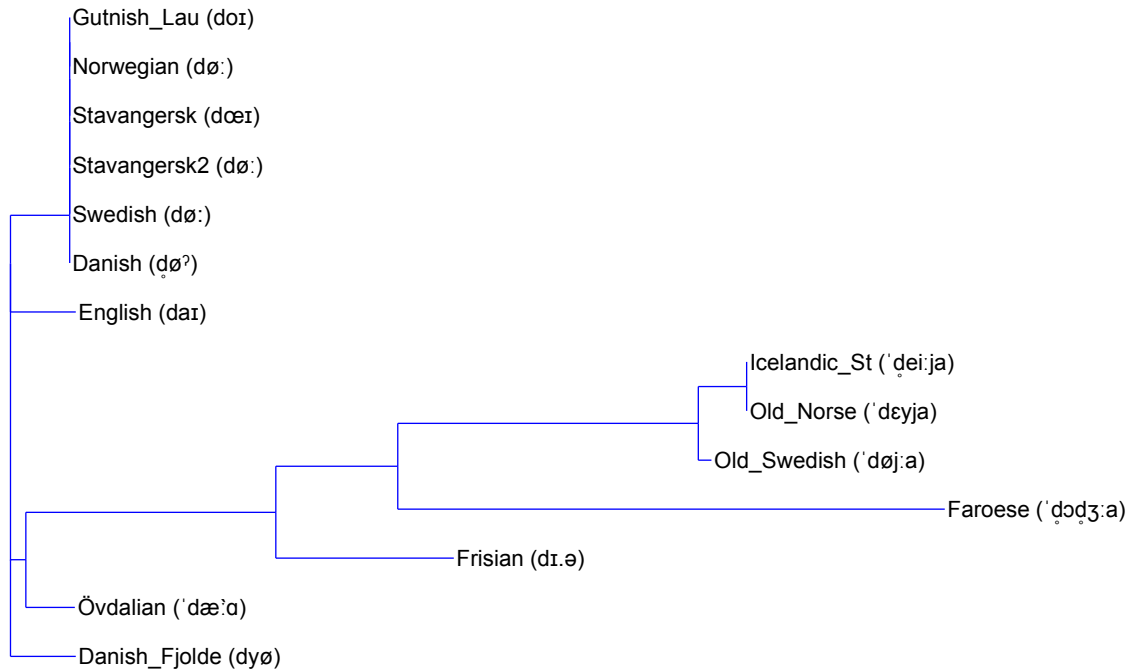 Gutnish_Lau (doɪ)
Norwegian (døː)
Stavangersk (dœɪ)
Stavangersk2 (døː)
Swedish (døː)
Danish (d̥øˀ)
English (daɪ)
Icelandic_St (ˈd̥eiːja)
Old_Norse (ˈdɛyja)
Old_Swedish (ˈdøjːa)
Faroese (ˈd̥ɔd̥ʒːa)
Frisian (dɪ.ə)
Övdalian (ˈdæː̀ɑ)
Danish_Fjolde (dyø)